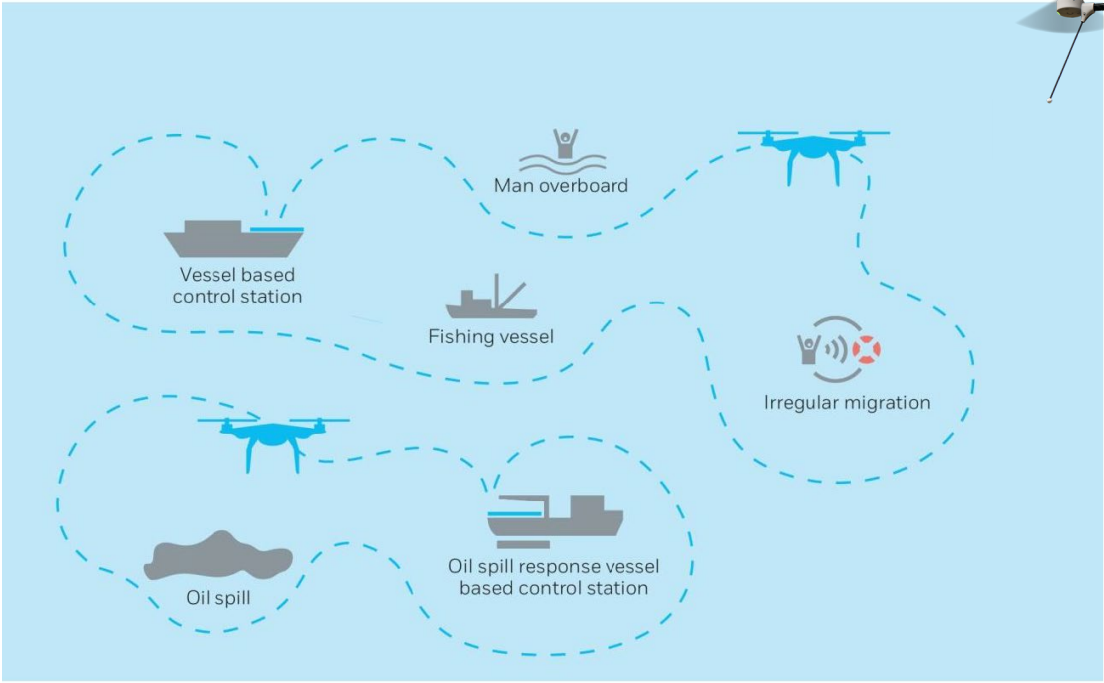 Man overboard
Vessel based
control station
Fishing vessel
Irregular migration
Oil spill response vessel
based control station
Oil spill